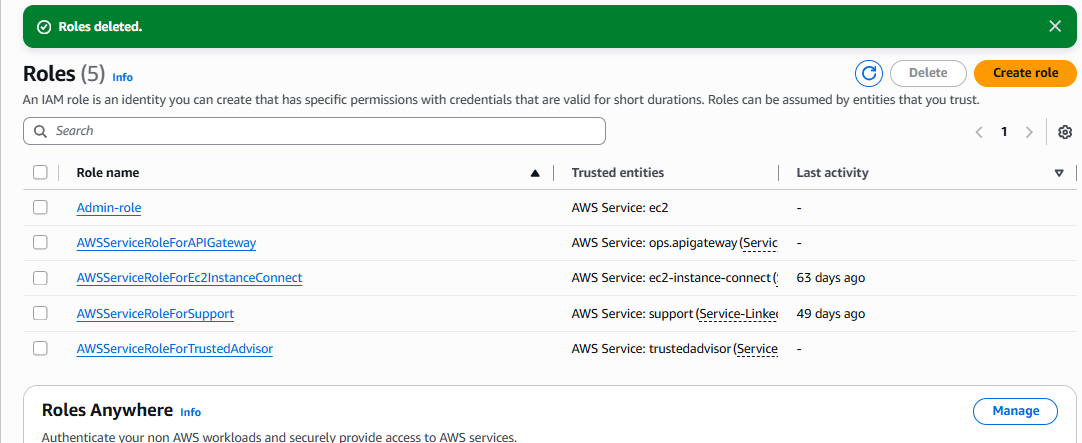 Roles deleted.
Roles (5) Info
Delete
Create role
An IAM role is an identity you can create that has specific permissions with credentials that are valid for short durations. Roles can be assumed by entities that you trust.
Search
1
Role name Trusted entities Last activity
Admin-role AWS Service: ec2 -
AWSServiceRoleForAPIGateway AWS Service: ops.apigateway (Servic -
AWSServiceRoleForEc2InstanceConnect AWS Service: ec2-instance-connect ( 63 days ago
AWSServiceRoleForSupport AWS Service: support (Service-Linke 49 days ago
AWSServiceRoleForTrustedAdvisor AWS Service: trustedadvisor (Service -
Roles Anywhere Info
Manage
Authenticate your non AWS workloads and securely provide access to AWS services.